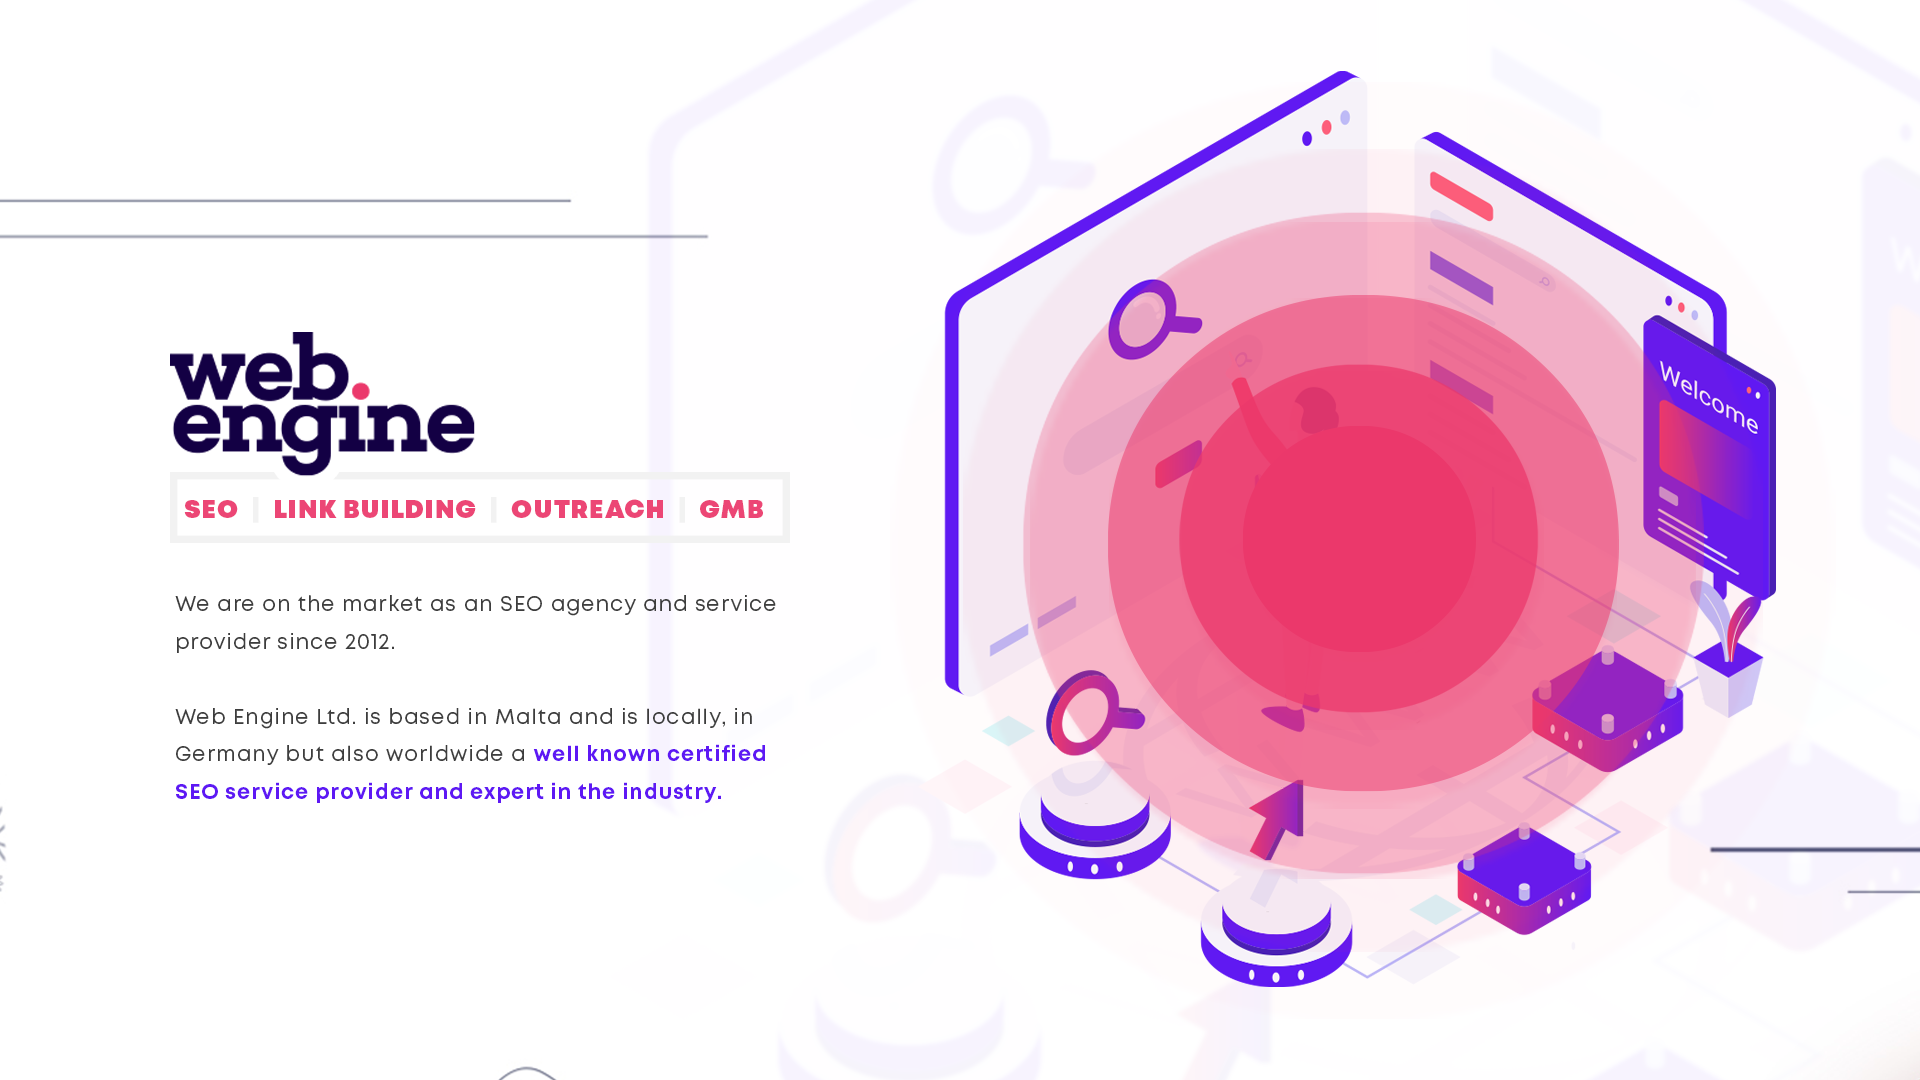 web.
engine
SEO | LINK BUILDING | OUTREACH | GMB
We are on the market as an SEO agency and service
provider since 2012.
Web Engine Ltd. is based in Malta and is locally, in
Germany but also worldwide a well known certified
SEO service provider and expert in the industry.
Welcome